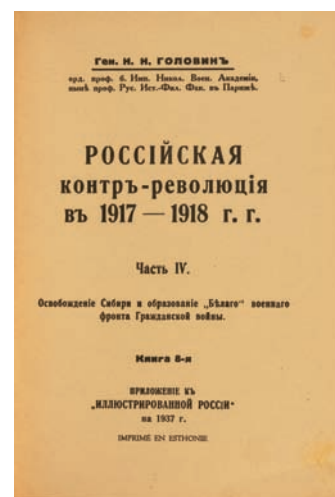 Ген. Н. Н. ГОЛОВИНЪ
орд. проф. б. Имп. Никол. Воен. Академіи,
нынѣ проф. Рус. Ист.-Фил. Фак. въ Парижѣ.
РОССІЙСКАЯ
контръ-революція
въ 1917 — 1918 г. г.
Часть IV.
Освобожденіе Сибири и образованіе „Бѣлаго" военнаго
фронта Гражданской войны.
Книга 8-я
ПРИЛОЖЕНІЕ КЪ
„ИЛЛЮСТРИРОВАННОЙ РОССІИ"
на 1937 г.
IMPRIMÉ EN ESTHONIE